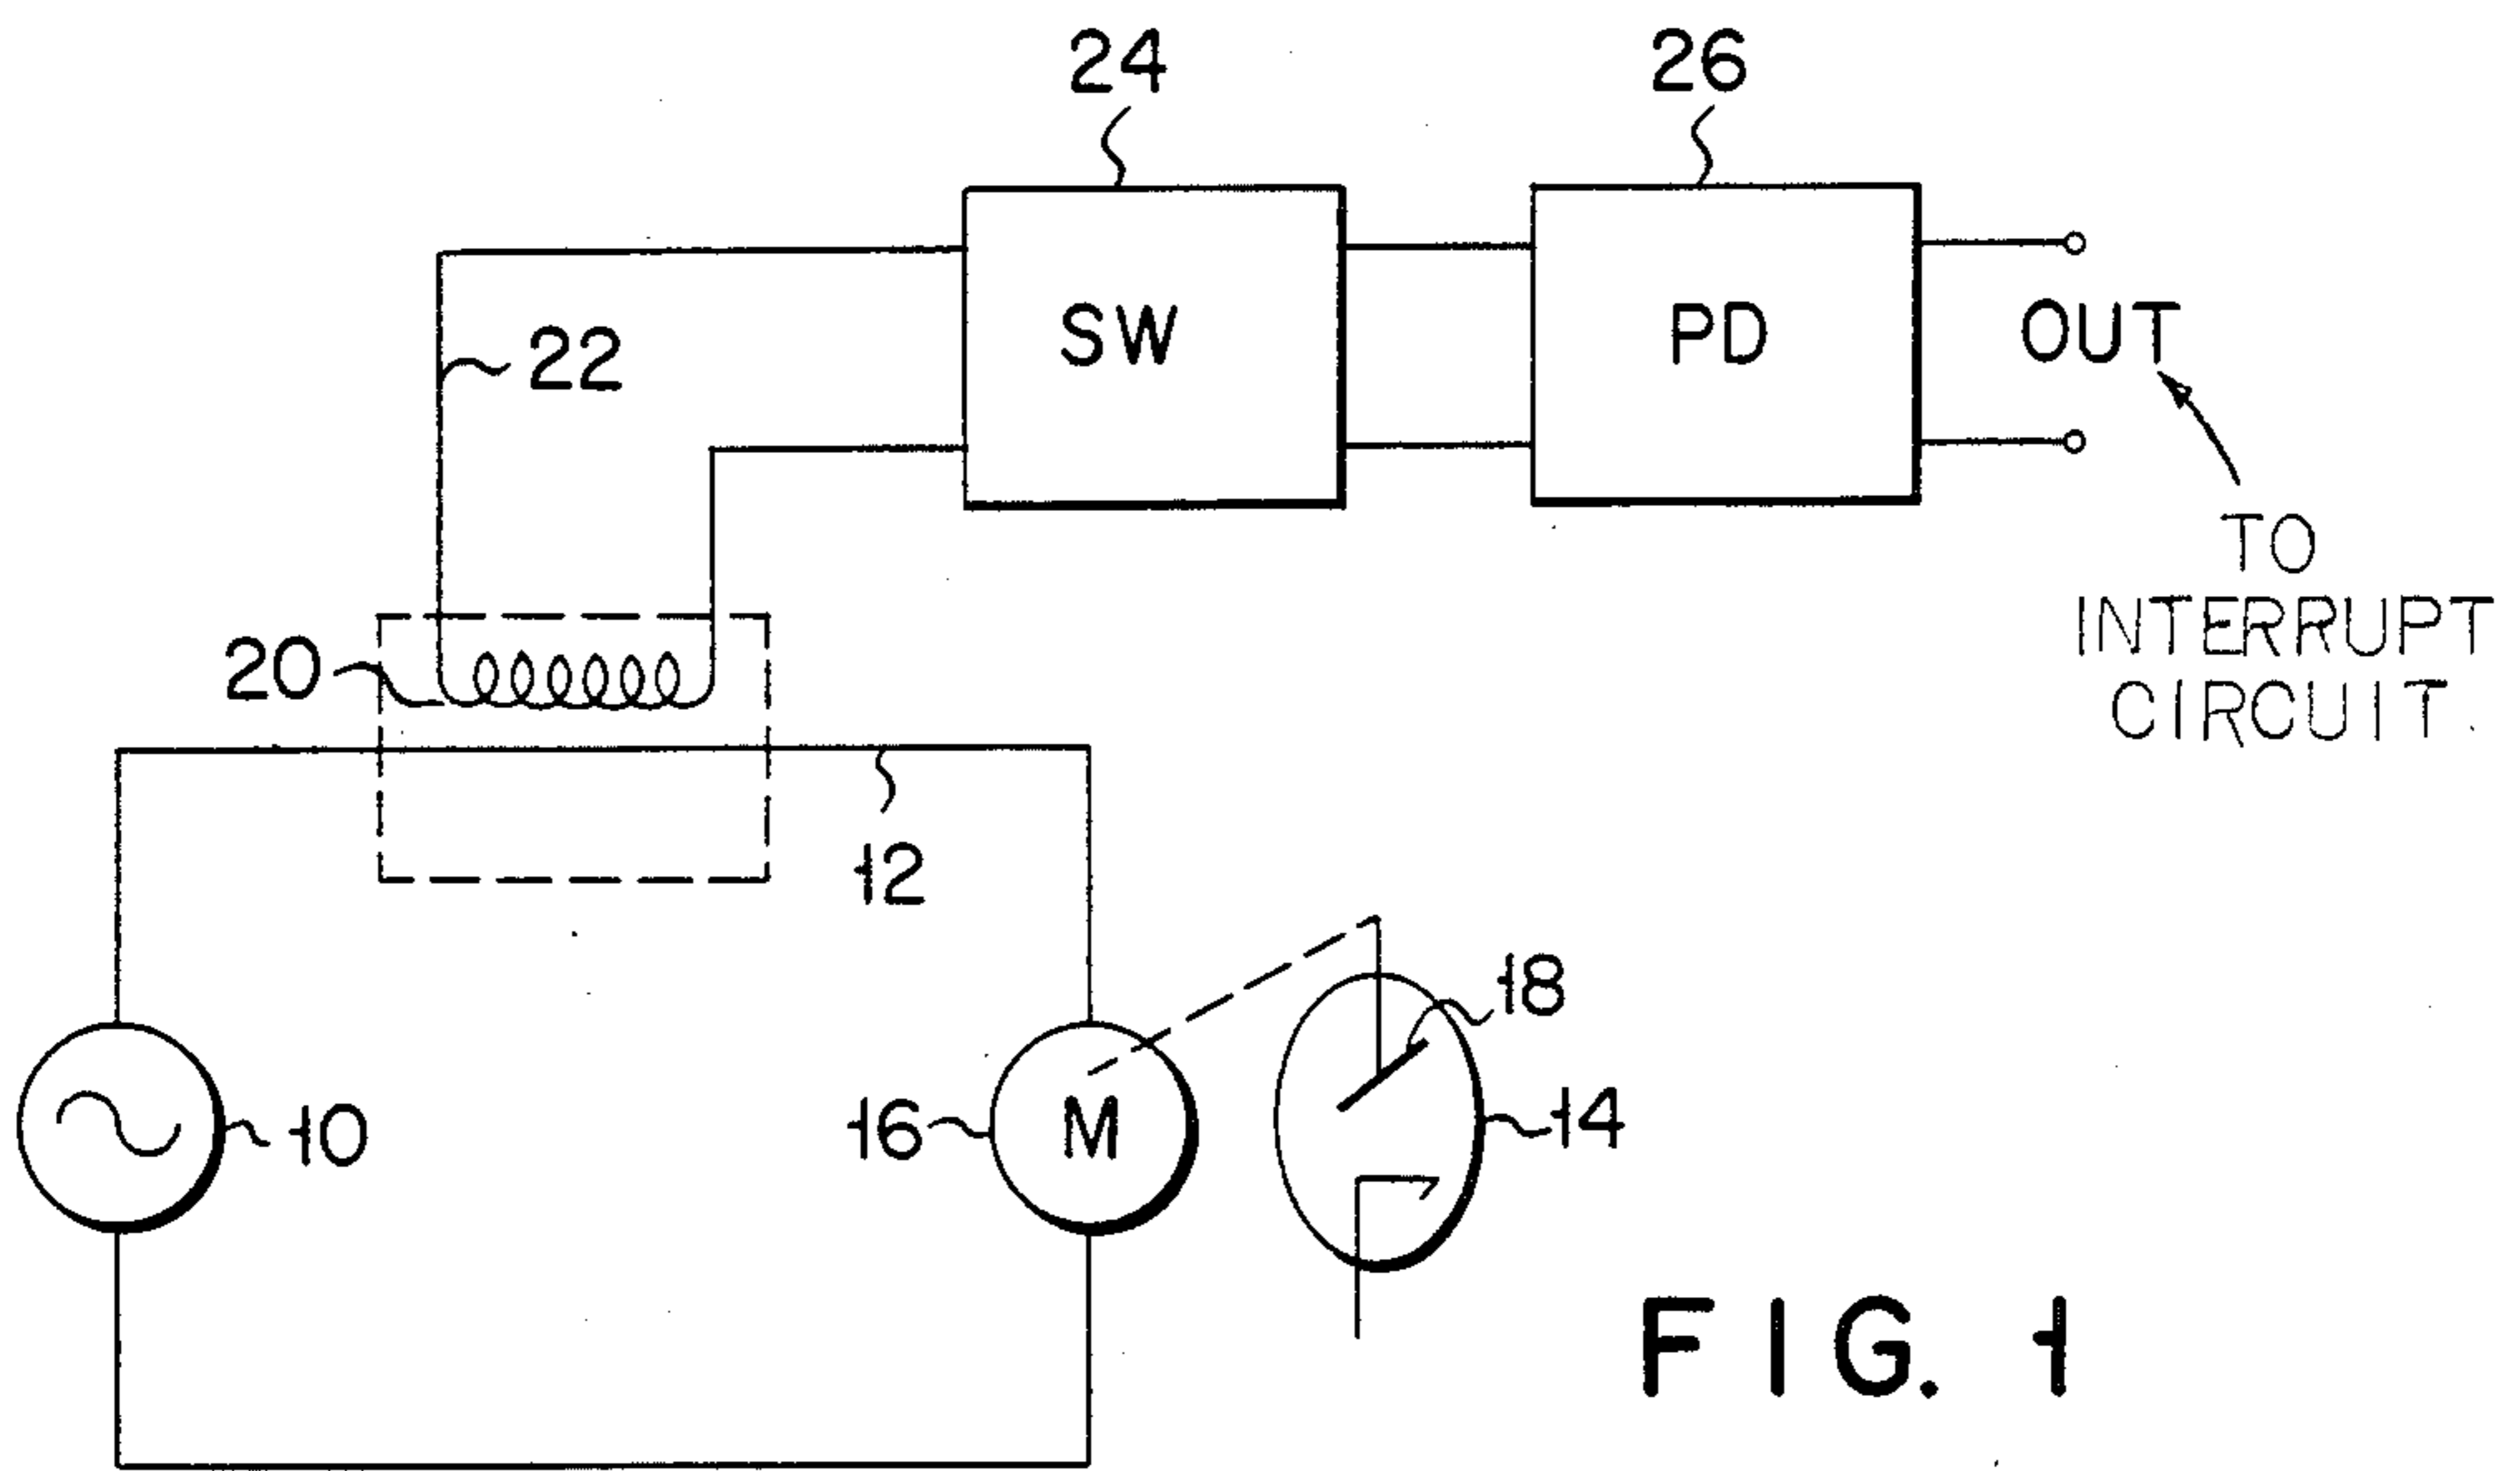 24
26
SW
PD
OUT
22
TO
INTERRUPT
CIRCUIT
20
12
18
10
16
M
14
FIG. 1